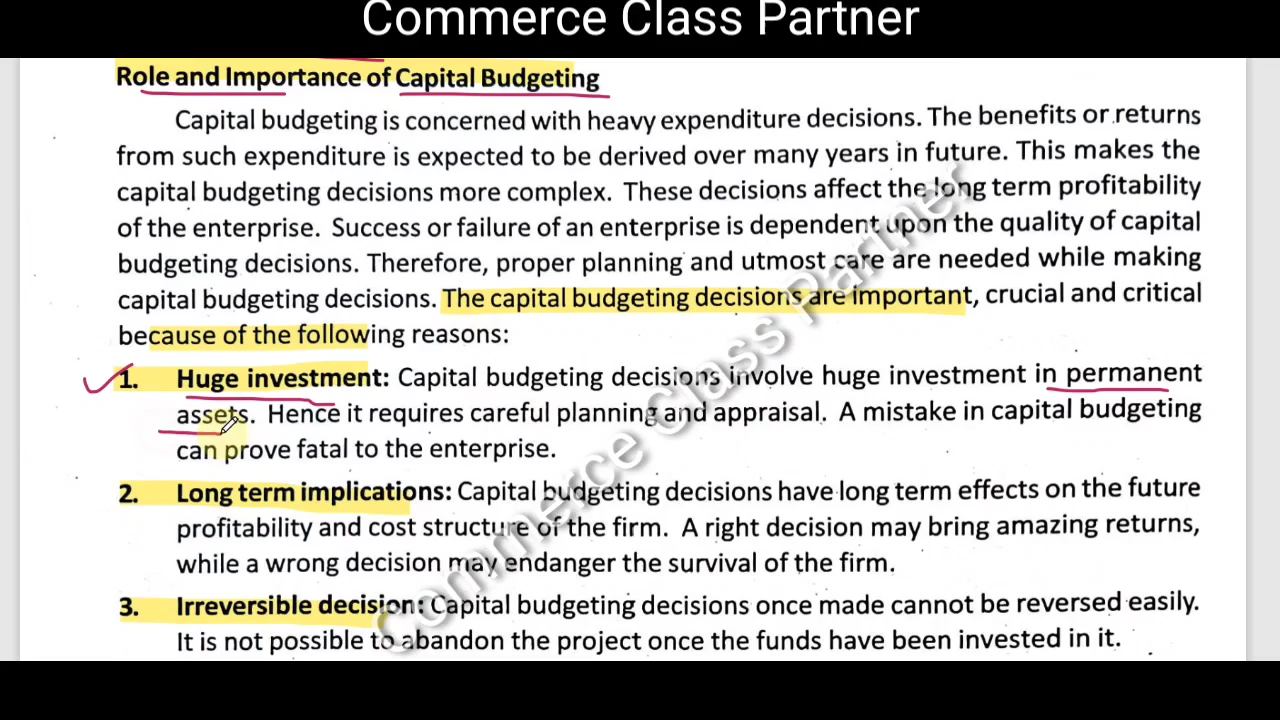 Commerce Class Partner
Role and Importance of Capital Budgeting
Capital budgeting is concerned with heavy expenditure decisions. The benefits or returns
from such expenditure is expected to be derived over many years in future. This makes the
capital budgeting decisions more complex. These decisions affect the long term profitability
of the enterprise. Success or failure of an enterprise is dependent upon the quality of capital
budgeting decisions. Therefore, proper planning and utmost care are needed while making
capital budgeting decisions. The capital budgeting decisions are important, crucial and critical
because of the following reasons:
1. Huge investment: Capital budgeting decisions involve huge investment in permanent
assets. Hence it requires careful planning and appraisal. A mistake in capital budgeting
can prove fatal to the enterprise.
2. Long term implications: Capital budgeting decisions have long term effects on the future
profitability and cost structure of the firm. A right decision may bring amazing returns,
while a wrong decision may endanger the survival of the firm.
3. Irreversible decision: Capital budgeting decisions once made cannot be reversed easily.
It is not possible to abandon the project once the funds have been invested in it.
Commerce Class Partner